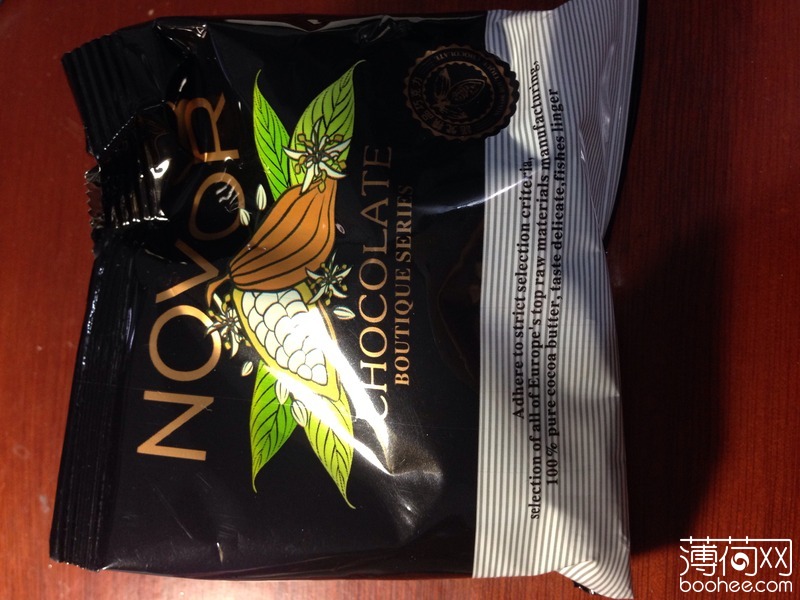 NOVOR
CHOCOLATE
BOUTIQUE SERIES
Adhere to strict selection criteria,
selection of all of Europe's top raw materials manufacturing,
100% pure cocoa butter, taste delicate,fishes linger
薄荷网
boohee.com